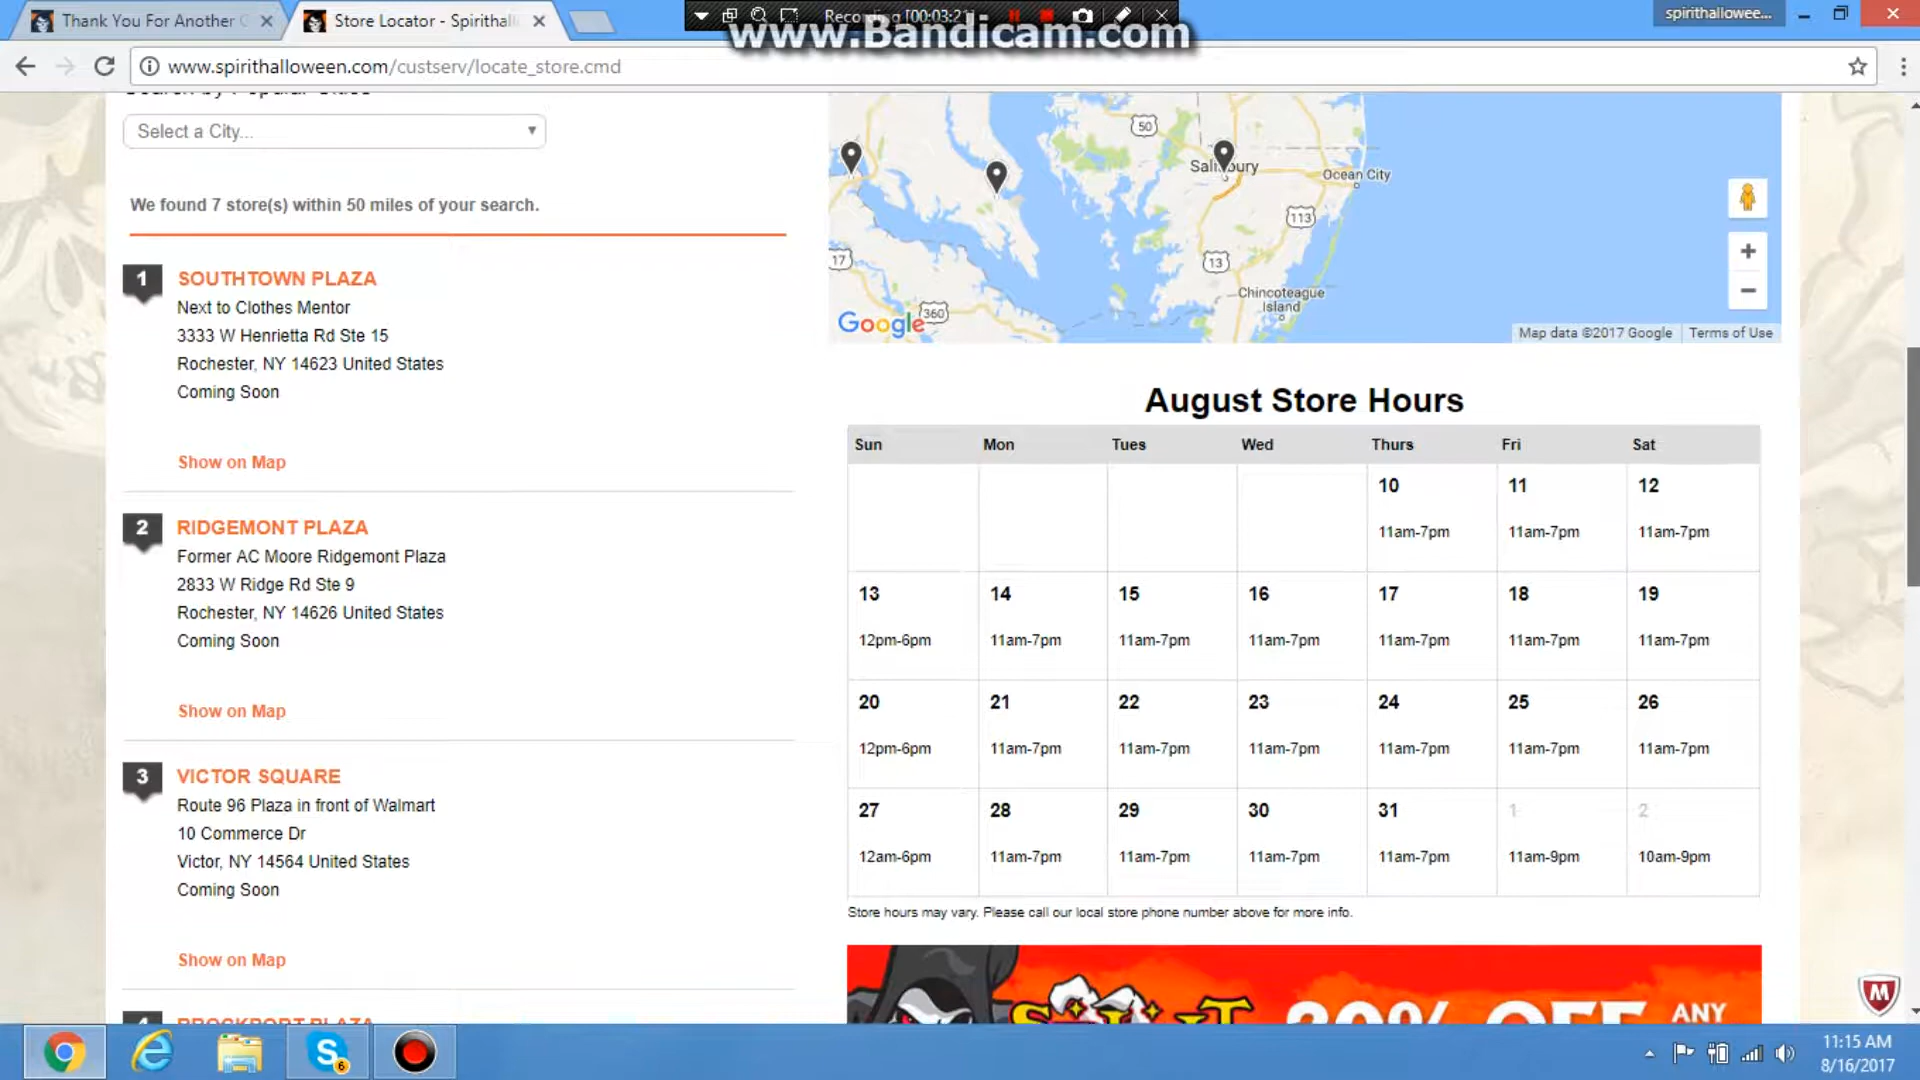 Thank You For Another
Store Locator - Spirithall
Recording [00:03:21]
www.Bandicam.com
spirithallowee...
www.spirithalloween.com/custserv/locate_store.cmd
Select a City...
We found 7 store(s) within 50 miles of your search.
1 SOUTHTOWN PLAZA
Next to Clothes Mentor
3333 W Henrietta Rd Ste 15
Rochester, NY 14623 United States
Coming Soon
Show on Map
2 RIDGEMONT PLAZA
Former AC Moore Ridgemont Plaza
2833 W Ridge Rd Ste 9
Rochester, NY 14626 United States
Coming Soon
Show on Map
3 VICTOR SQUARE
Route 96 Plaza in front of Walmart
10 Commerce Dr
Victor, NY 14564 United States
Coming Soon
Show on Map
BROCKPORT PLAZA
50
Salisbury
Ocean City
113
17
13
Chincoteague
Island
360
Google
Map data ©2017 Google Terms of Use
August Store Hours
Sun Mon Tues Wed Thurs Fri Sat
10 11 12
11am-7pm 11am-7pm 11am-7pm
13 14 15 16 17 18 19
12pm-6pm 11am-7pm 11am-7pm 11am-7pm 11am-7pm 11am-7pm 11am-7pm
20 21 22 23 24 25 26
12pm-6pm 11am-7pm 11am-7pm 11am-7pm 11am-7pm 11am-7pm 11am-7pm
27 28 29 30 31 1 2
12am-6pm 11am-7pm 11am-7pm 11am-7pm 11am-7pm 11am-9pm 10am-9pm
Store hours may vary. Please call our local store phone number above for more info.
OFF ANY
6
11:15 AM
8/16/2017